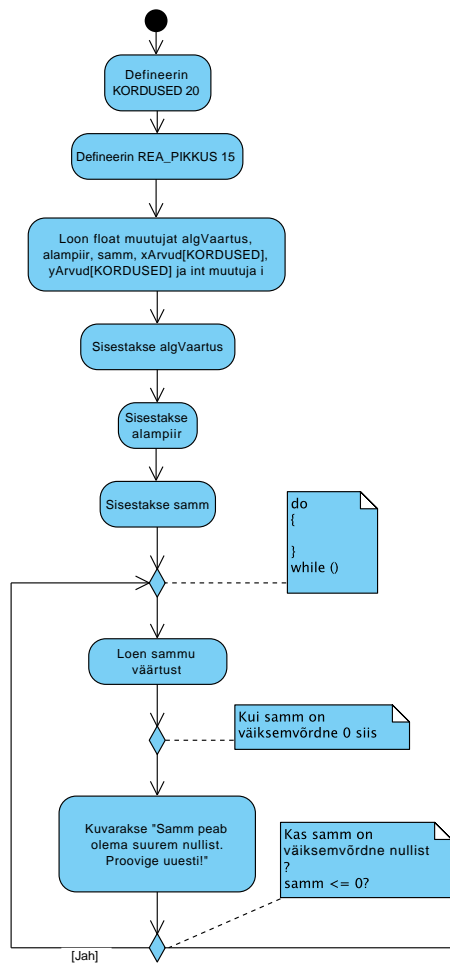 Defineerin
KORDUSED 20
Defineerin REA_PIKKUS 15
Loon float muutujat algVaartus,
alampiir, samm, xArvud[KORDUSED],
yArvud[KORDUSED] ja int muutuja i
Sisestakse algVaartus
Sisestakse
alampiir
Sisestakse samm
do
{
}
while ()
Loen sammu
väärtust
Kui samm on
väiksemvõrdne 0 siis
Kuvarakse "Samm peab
olema suurem nullist.
Proovige uuesti!"
Kas samm on
väiksemvõrdne nullist
?
samm <= 0?
[Jah]